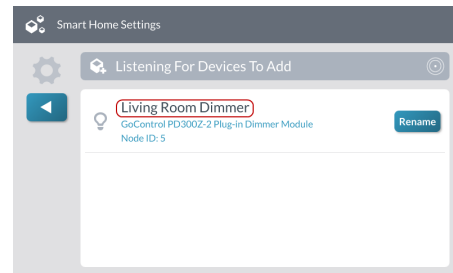 Smart Home Settings
Listening For Devices To Add
Living Room Dimmer
GoControl PD300Z-2 Plug-in Dimmer Module
Rename
Node ID: 5